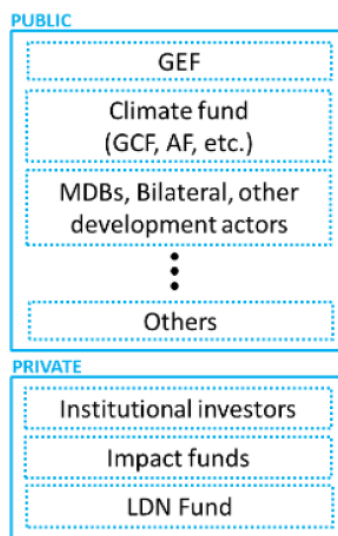 PUBLIC
GEF
Climate fund
(GCF, AF, etc.)
MDBs, Bilateral, other
development actors
Others
PRIVATE
Institutional investors
Impact funds
LDN Fund